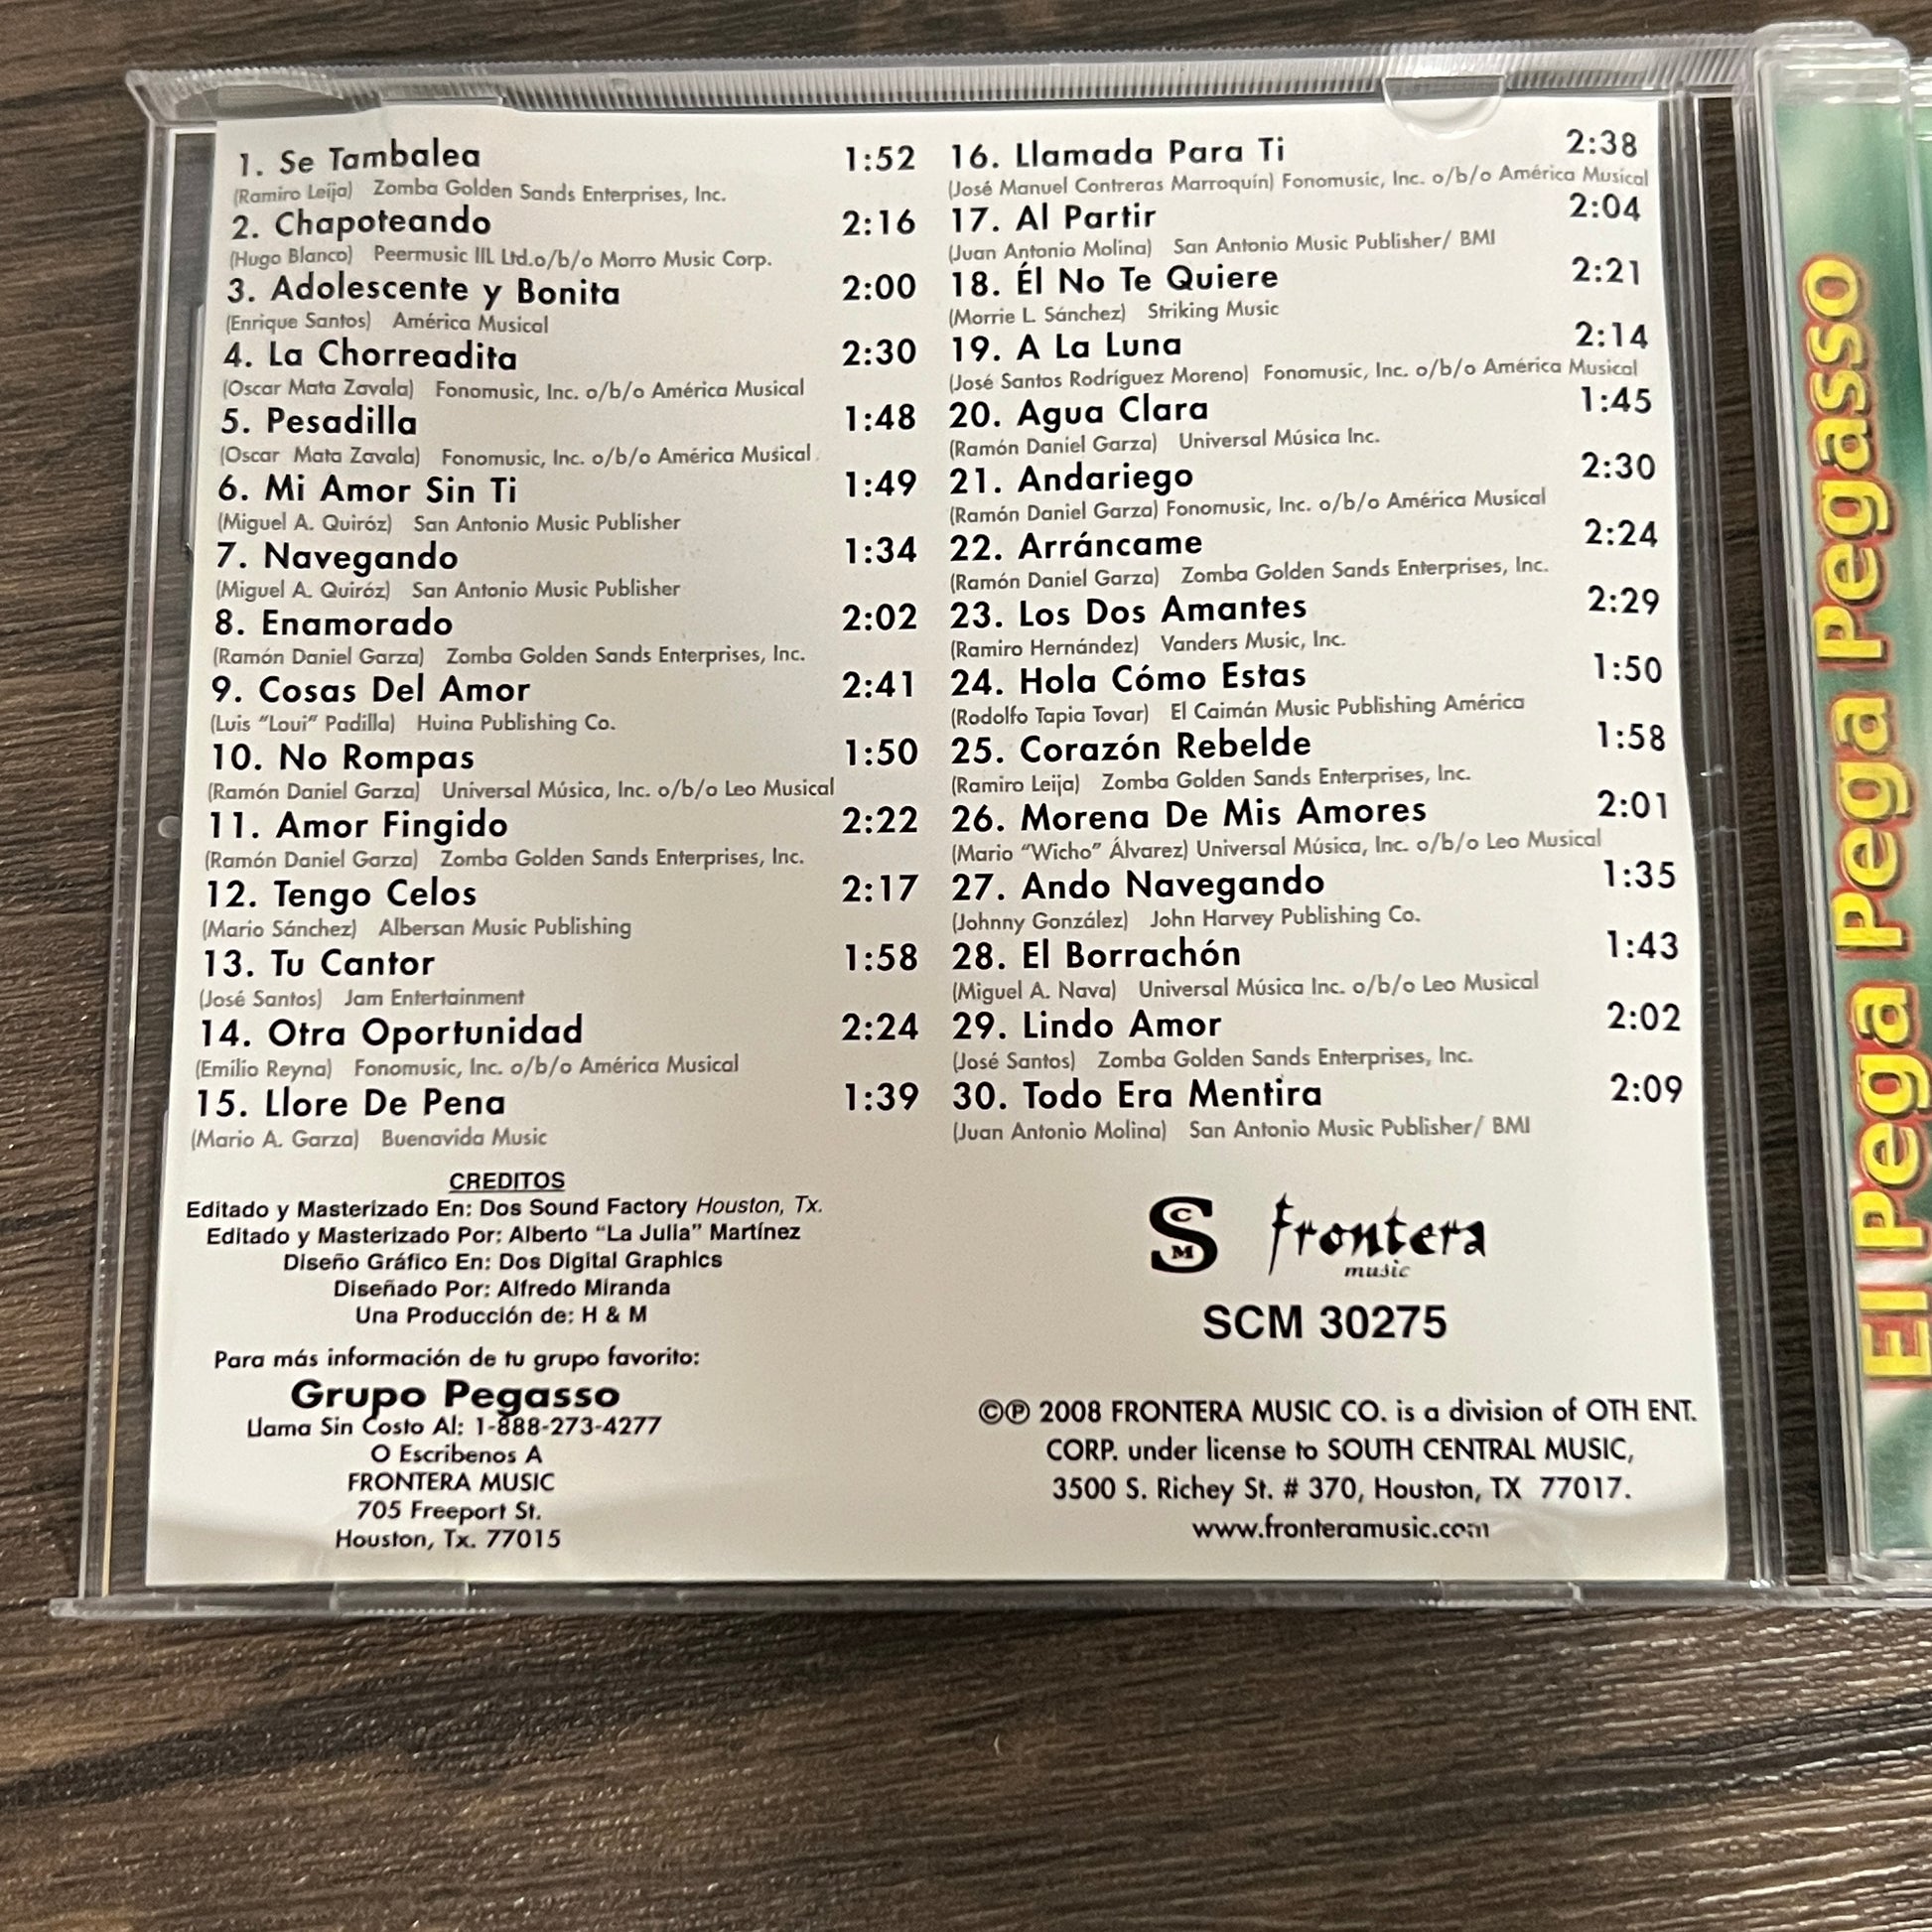 1. Se Tambalea 1:52
(Ramiro Leija) Zomba Golden Sands Enterprises, Inc.
2. Chapoteando 2:16
(Hugo Blanco) Peermusic IIL Ltd.o/b/o Morro Music Corp.
3. Adolescente y Bonita 2:00
(Enrique Santos) América Musical
4. La Chorreadita 2:30
(Oscar Mata Zavala) Fonomusic, Inc. o/b/o América Musical
5. Pesadilla 1:48
(Oscar Mata Zavala) Fonomusic, Inc. o/b/o América Musical
6. Mi Amor Sin Ti 1:49
(Miguel A. Quiróz) San Antonio Music Publisher
7. Navegando 1:34
(Miguel A. Quiróz) San Antonio Music Publisher
8. Enamorado 2:02
(Ramón Daniel Garza) Zomba Golden Sands Enterprises, Inc.
9. Cosas Del Amor 2:41
(Luis "Loui" Padilla) Huina Publishing Co.
10. No Rompas 1:50
(Ramón Daniel Garza) Universal Música, Inc. o/b/o Leo Musical
11. Amor Fingido 2:22
(Ramón Daniel Garza) Zomba Golden Sands Enterprises, Inc.
12. Tengo Celos 2:17
(Mario Sánchez) Albersan Music Publishing
13. Tu Cantor 1:58
(José Santos) Jam Entertainment
14. Otra Oportunidad 2:24
(Emilio Reyna) Fonomusic, Inc. o/b/o América Musical
15. Llore De Pena 1:39
(Mario A. Garza) Buenavida Music
CREDITOS
Editado y Masterizado En: Dos Sound Factory Houston, Tx.
Editado y Masterizado Por: Alberto "La Julia" Martínez
Diseño Gráfico En: Dos Digital Graphics
Diseñado Por: Alfredo Miranda
Una Producción de: H & M
Para más información de tu grupo favorito:
Grupo Pegasso
Llama Sin Costo Al: 1-888-273-4277
O Escribenos A
FRONTERA MUSIC
705 Freeport St.
Houston, Tx. 77015
16. Llamada Para Ti 2:38
(José Manuel Contreras Marroquín) Fonomusic, Inc. o/b/o América Musical
17. Al Partir 2:04
(Juan Antonio Molina) San Antonio Music Publisher/ BMI
18. Él No Te Quiere 2:21
(Morrie L. Sánchez) Striking Music
19. A La Luna 2:14
(José Santos Rodríguez Moreno) Fonomusic, Inc. o/b/o América Musical
20. Agua Clara 1:45
(Ramón Daniel Garza) Universal Música Inc.
21. Andariego 2:30
(Ramón Daniel Garza) Fonomusic, Inc. o/b/o América Musical
22. Arráncame 2:24
(Ramón Daniel Garza) Zomba Golden Sands Enterprises, Inc.
23. Los Dos Amantes 2:29
(Ramiro Hernández) Vanders Music, Inc.
24. Hola Cómo Estas 1:50
(Rodolfo Tapia Tovar) El Caimán Music Publishing América
25. Corazón Rebelde 1:58
(Ramiro Leija) Zomba Golden Sands Enterprises, Inc.
26. Morena De Mis Amores 2:01
(Mario "Wicho" Álvarez) Universal Música, Inc. o/b/o Leo Musical
27. Ando Navegando 1:35
(Johnny González) John Harvey Publishing Co.
28. El Borrachón 1:43
(Miguel A. Nava) Universal Música Inc. o/b/o Leo Musical
29. Lindo Amor 2:02
(José Santos) Zomba Golden Sands Enterprises, Inc.
30. Todo Era Mentira 2:09
(Juan Antonio Molina) San Antonio Music Publisher/ BMI
SCM frontera
music
SCM 30275
©℗ 2008 FRONTERA MUSIC CO. is a division of OTH ENT.
CORP. under license to SOUTH CENTRAL MUSIC,
3500 S. Richey St. # 370, Houston, TX 77017.
www.fronteramusic.com
El Pega Pega Pegasso